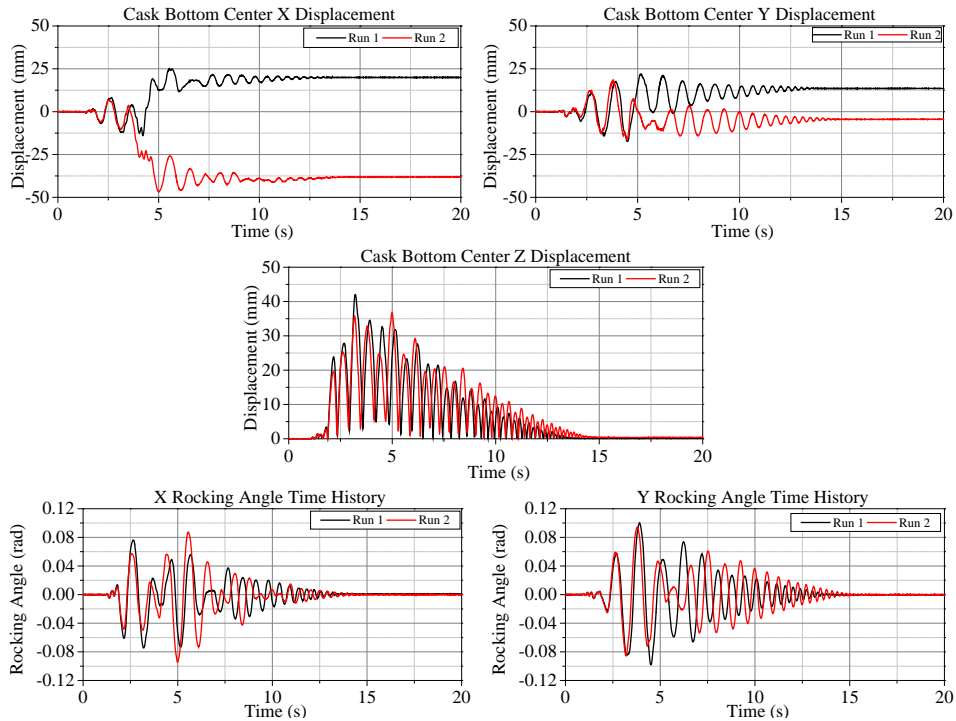 Cask Bottom Center X Displacement
Displacement (mm)
50
25
0
-25
-50
Run 1
Run 2
0
5
10
15
20
Time (s)
Cask Bottom Center Y Displacement
Displacement (mm)
50
25
0
-25
-50
Run 1
Run 2
0
5
10
15
20
Time (s)
Cask Bottom Center Z Displacement
Displacement (mm)
50
40
30
20
10
0
Run 1
Run 2
0
5
10
15
20
Time (s)
X Rocking Angle Time History
Rocking Angle (rad)
0.12
0.08
0.04
0.00
-0.04
-0.08
-0.12
Run 1
Run 2
0
5
10
15
20
Time (s)
Y Rocking Angle Time History
Rocking Angle (rad)
0.12
0.08
0.04
0.00
-0.04
-0.08
-0.12
Run 1
Run 2
0
5
10
15
20
Time (s)